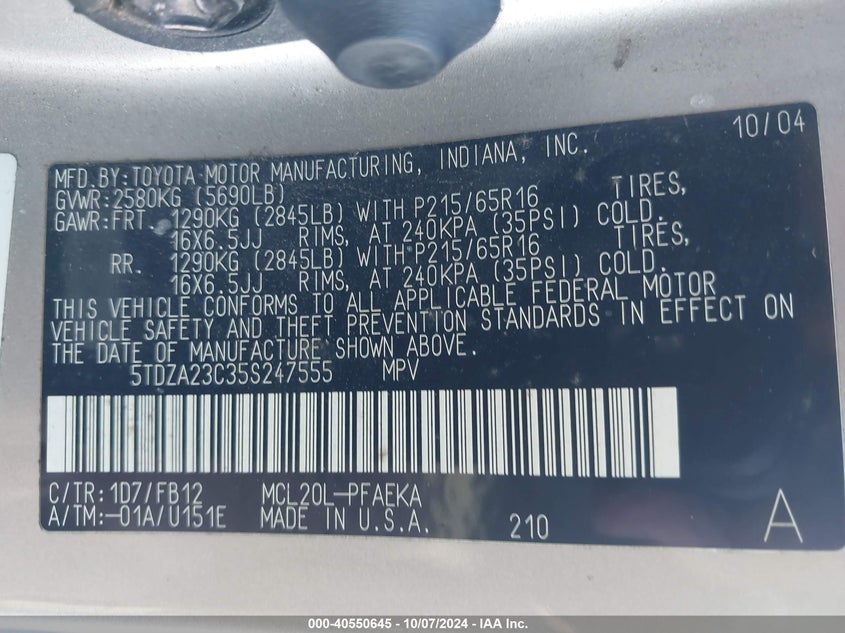 10/04
MFD.BY:TOYOTA MOTOR MANUFACTURING, INDIANA, INC.
GVWR:2580KG (5690LB)
GAWR:FRT. 1290KG (2845LB) WITH P215/65R16 TIRES,
16X6.5JJ RIMS, AT 240KPA (35PSI) COLD.
RR. 1290KG (2845LB) WITH P215/65R16 TIRES,
16X6.5JJ RIMS, AT 240KPA (35PSI) COLD.
THIS VEHICLE CONFORMS TO ALL APPLICABLE FEDERAL MOTOR
VEHICLE SAFETY AND THEFT PREVENTION STANDARDS IN EFFECT ON
THE DATE OF MANUFACTURE SHOWN ABOVE.
5TDZA23C35S247555 MPV
C/TR:1D7/FB12 MCL20L-PFAEKA
A/TM:-01A/U151E MADE IN U.S.A. 210 A
000-40550645 - 10/07/2024 - IAA Inc.